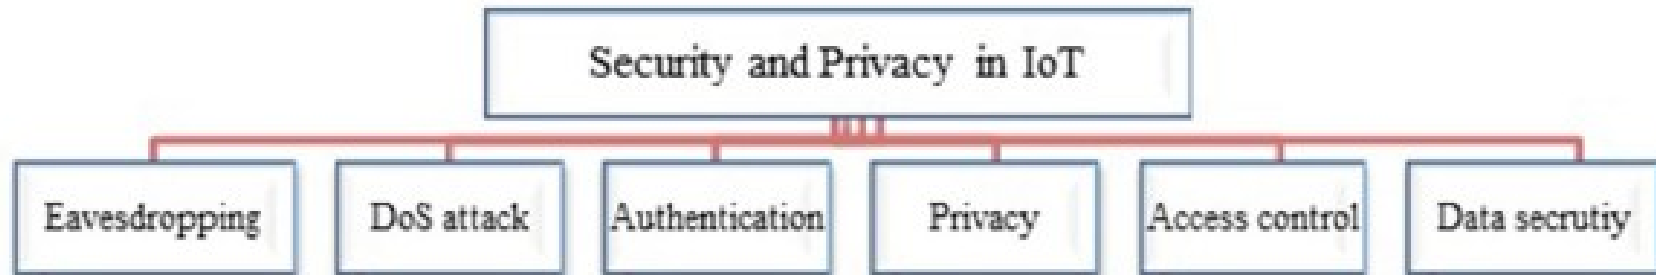 Security and Privacy in IoT
Eavesdropping
DoS attack
Authentication
Privacy
Access control
Data secrutiy